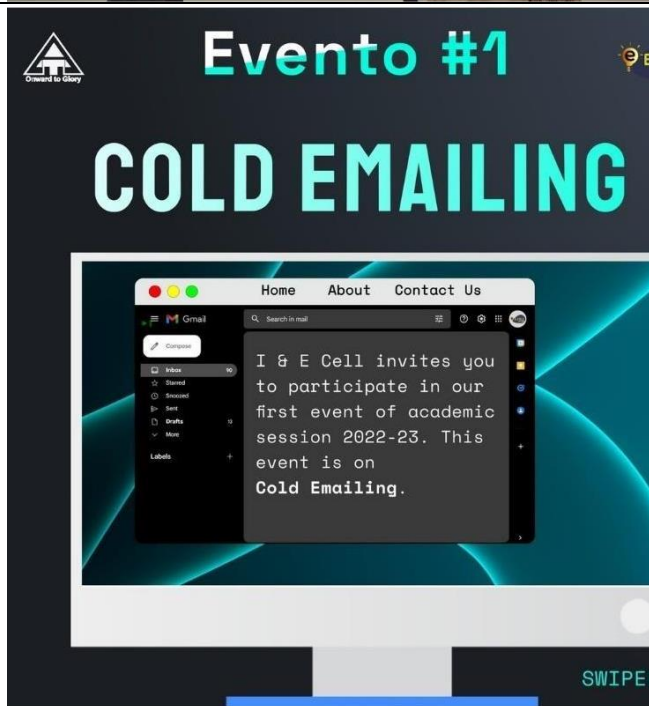 Evento #1
Onward to Glory
COLD EMAILING
Home About Contact Us
Gmail
Search in mail
Compose
Inbox 90
Starred
Snoozed
Sent
Drafts 12
More
Labels
I & E Cell invites you
to participate in our
first event of academic
session 2022-23. This
event is on
Cold Emailing.
SWIPE